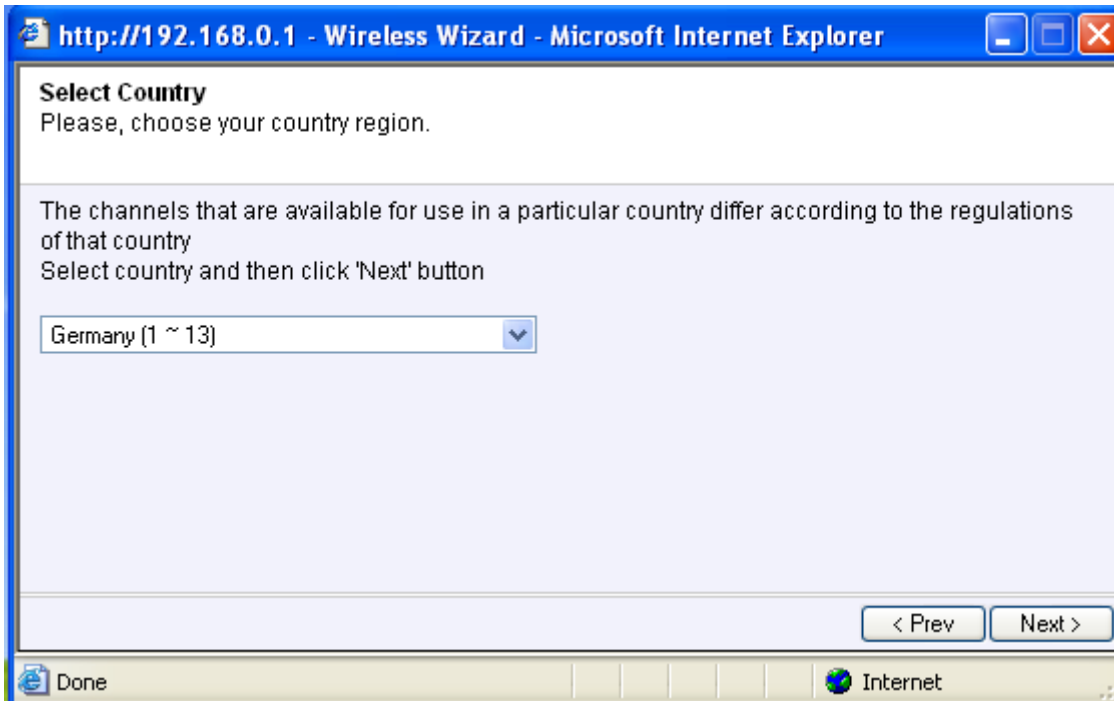 http://192.168.0.1 - Wireless Wizard - Microsoft Internet Explorer
Select Country
Please, choose your country region.
The channels that are available for use in a particular country differ according to the regulations
of that country
Select country and then click 'Next' button
Germany (1 ~ 13)
< Prev Next >
Done Internet